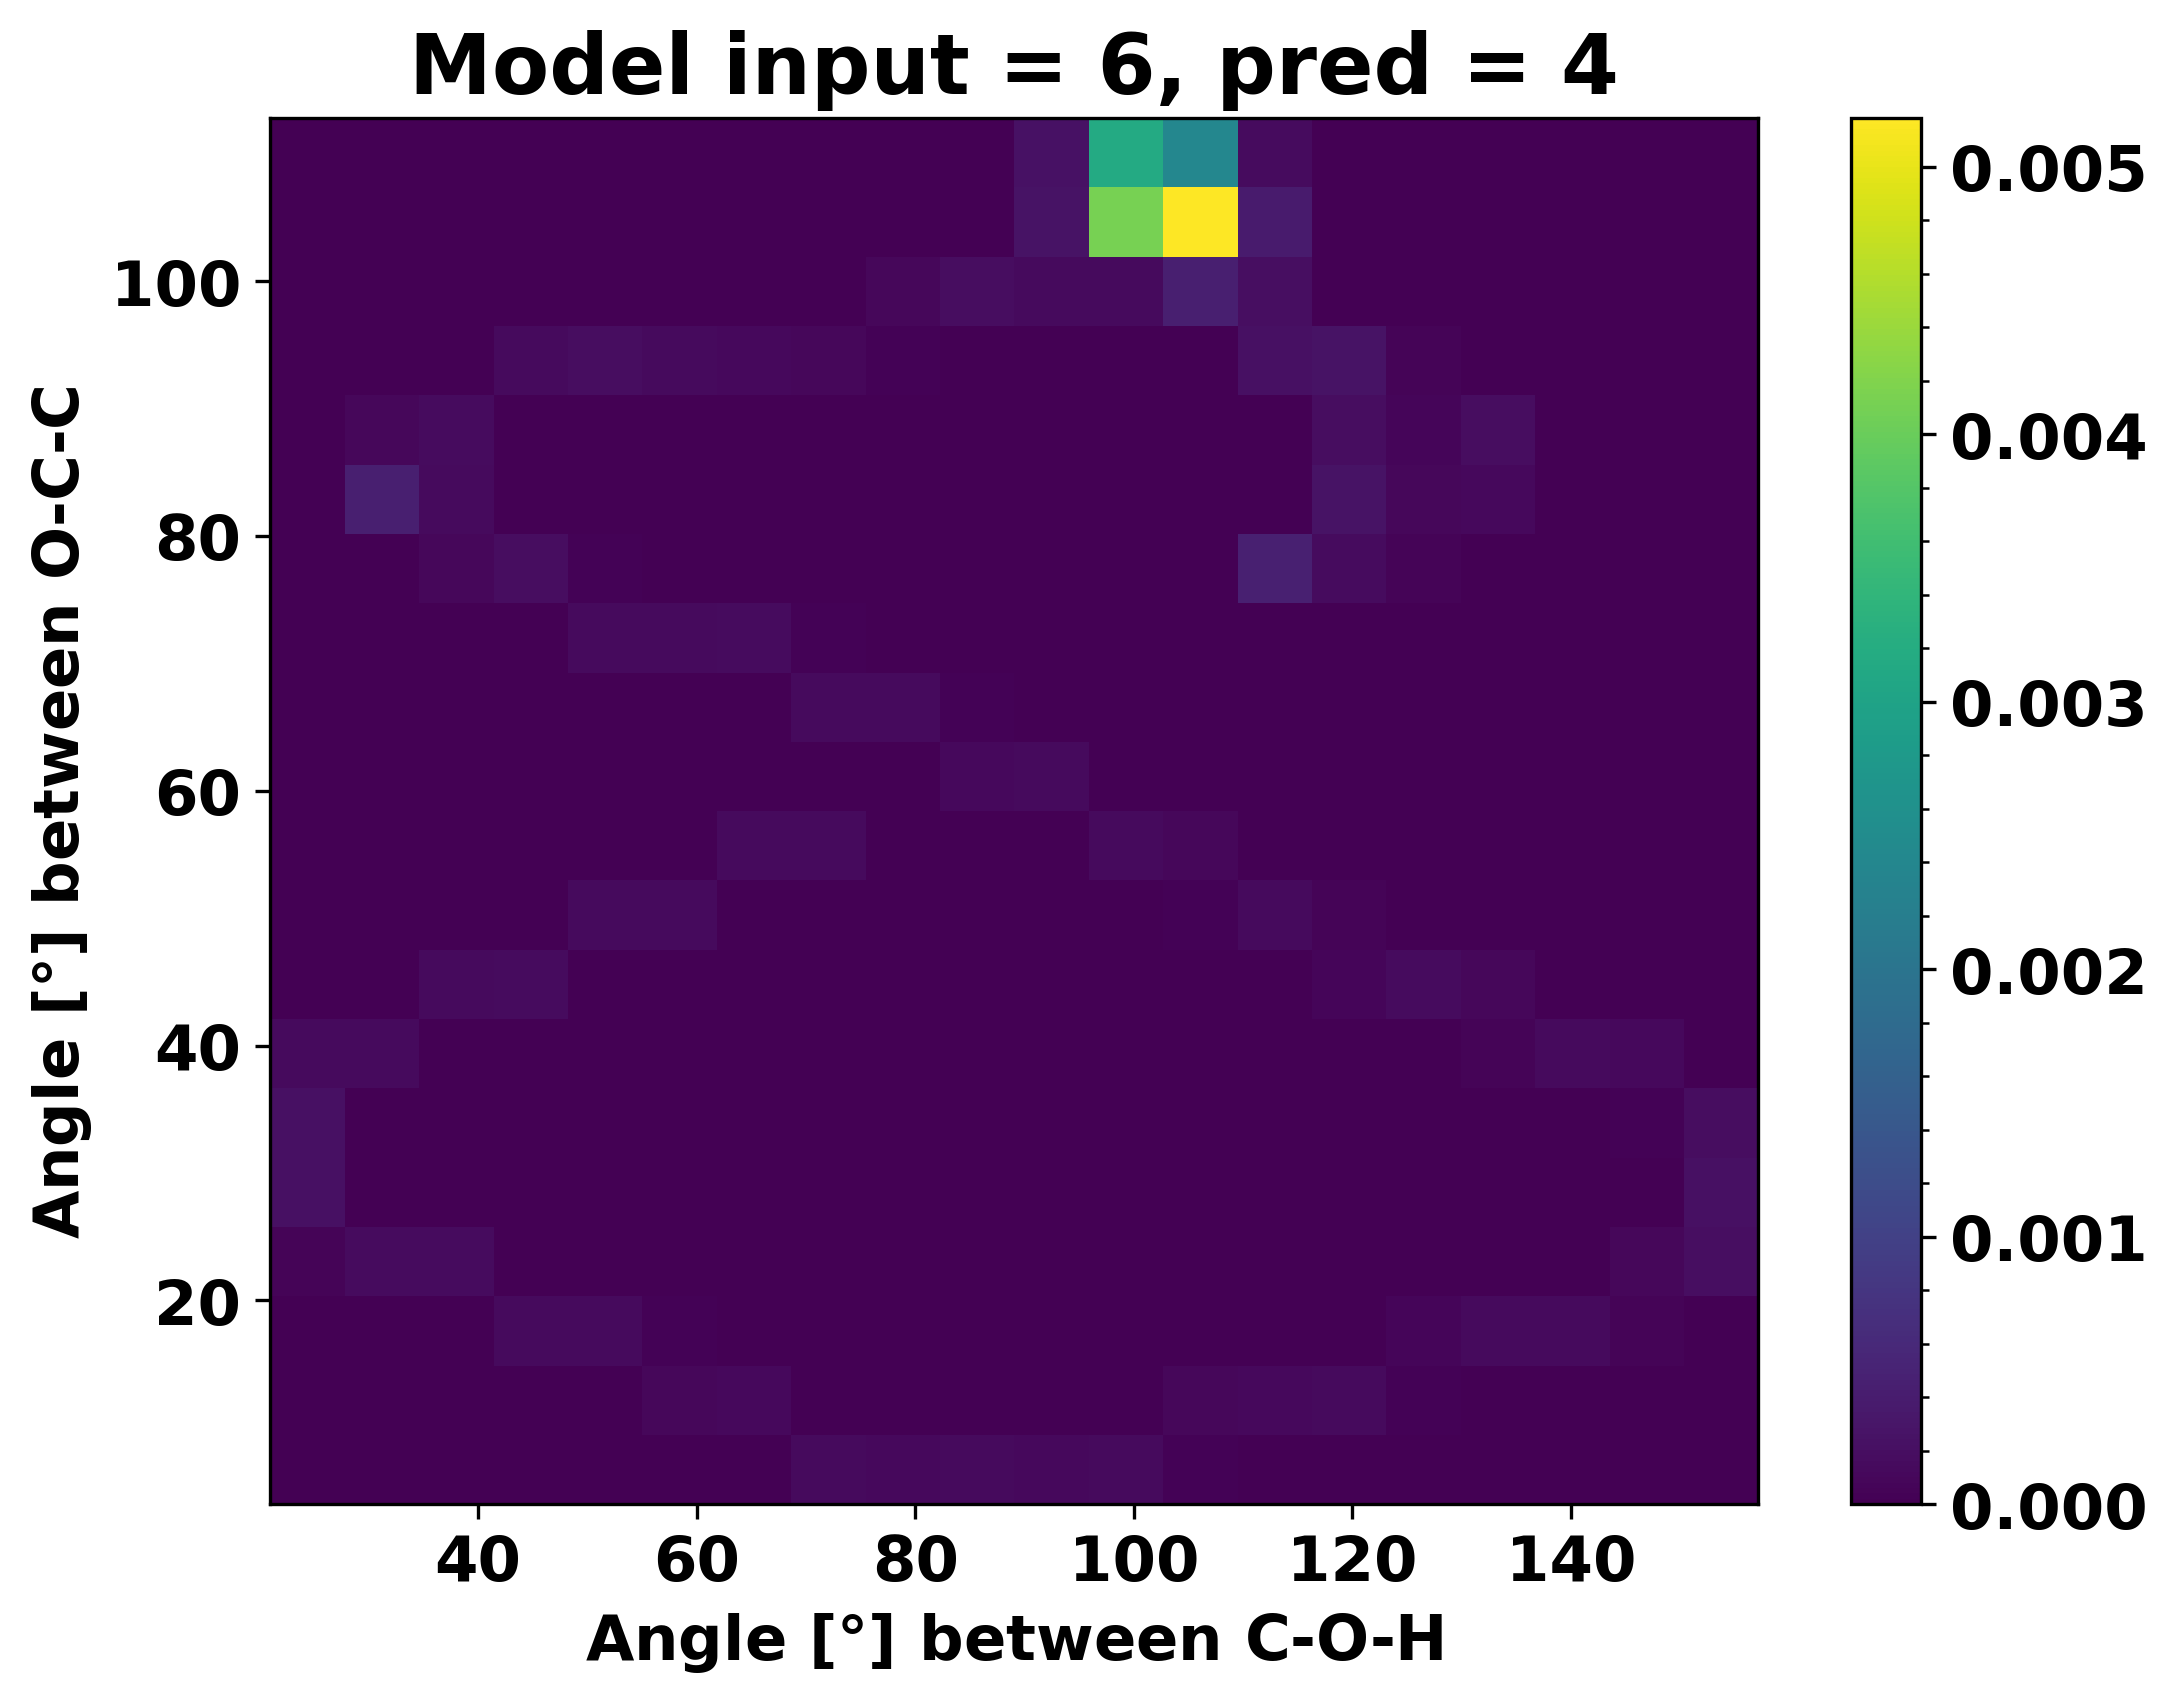 Model input = 6, pred = 4
Angle [°] between O-C-C
100
80
60
40
20
40 60 80 100 120 140
Angle [°] between C-O-H
0.005
0.004
0.003
0.002
0.001
0.000